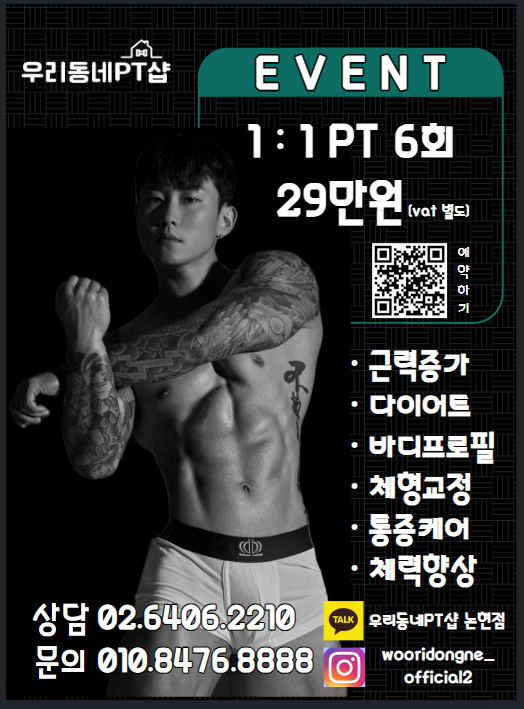 우리동네PT샵
EVENT
1:1 PT 6회
29만원 (vat 별도)
예약하기
• 근력증가
• 다이어트
• 바디프로필
• 체형교정
• 통증케어
• 체력향상
상담 02.6406.2210
문의 010.8476.8888
TALK 우리동네PT샵 논현점
wooridongne_
official2